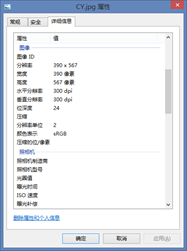 CY.jpg 属性
常规 安全 详细信息
属性 值
图像
图像 ID
分辨率 390 x 567
宽度 390 像素
高度 567 像素
水平分辨率 300 dpi
垂直分辨率 300 dpi
位深度 24
压缩
分辨率单位 2
颜色表示 sRGB
压缩的位/像素
照相机
照相机制造商
照相机型号
光圈值
曝光时间
ISO 速度
曝光补偿
删除属性和个人信息
确定 取消 应用(A)